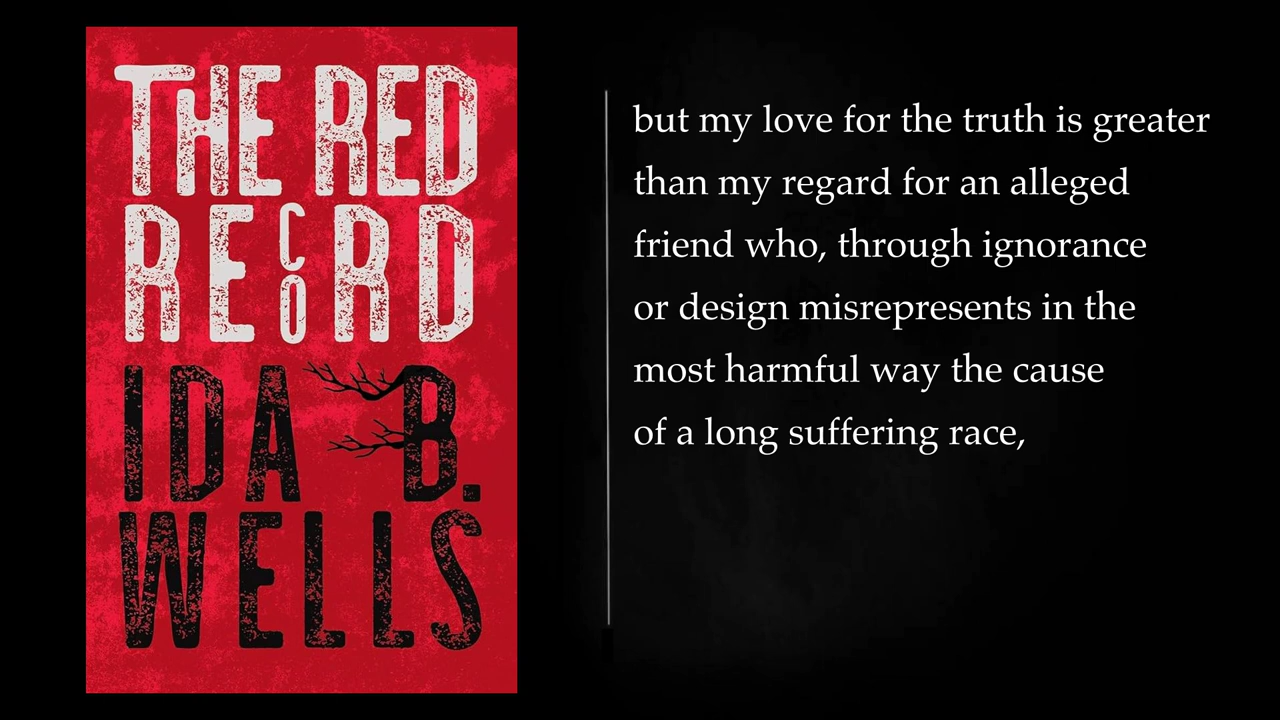 THE RED
RECORD
IDA B.
WELLS
but my love for the truth is greater
than my regard for an alleged
friend who, through ignorance
or design misrepresents in the
most harmful way the cause
of a long suffering race,